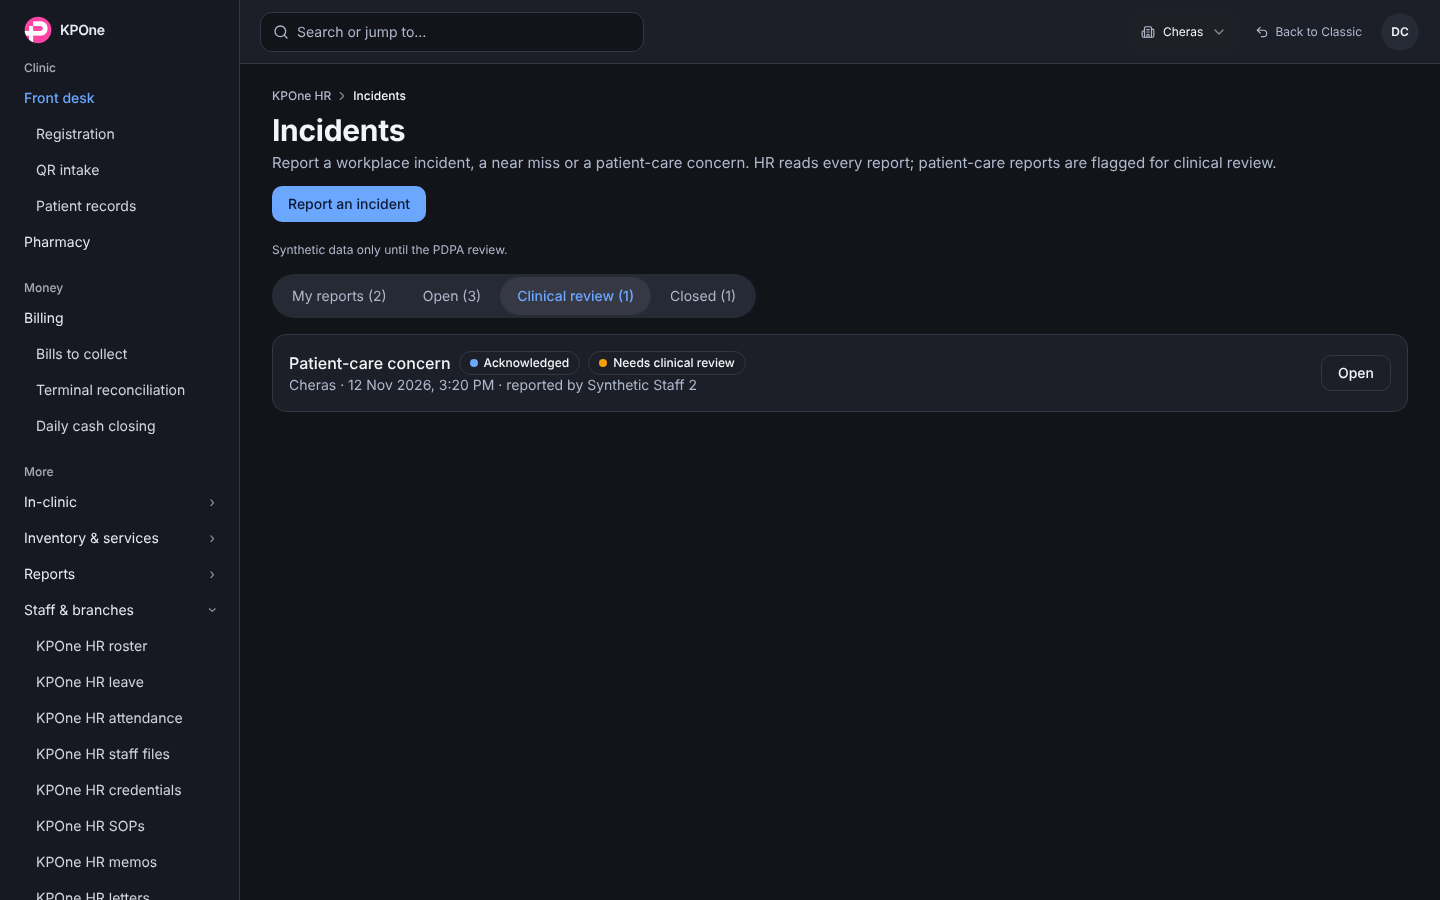 KPOne
Clinic
Front desk
Registration
QR intake
Patient records
Pharmacy
Money
Billing
Bills to collect
Terminal reconciliation
Daily cash closing
More
In-clinic
Inventory & services
Reports
Staff & branches
KPOne HR roster
KPOne HR leave
KPOne HR attendance
KPOne HR staff files
KPOne HR credentials
KPOne HR SOPs
KPOne HR memos
KPOne HR letters
Search or jump to...
Cheras
Back to Classic
DC
KPOne HR > Incidents
Incidents
Report a workplace incident, a near miss or a patient-care concern. HR reads every report; patient-care reports are flagged for clinical review.
Report an incident
Synthetic data only until the PDPA review.
My reports (2) Open (3) Clinical review (1) Closed (1)
Patient-care concern Acknowledged Needs clinical review
Cheras · 12 Nov 2026, 3:20 PM · reported by Synthetic Staff 2
Open